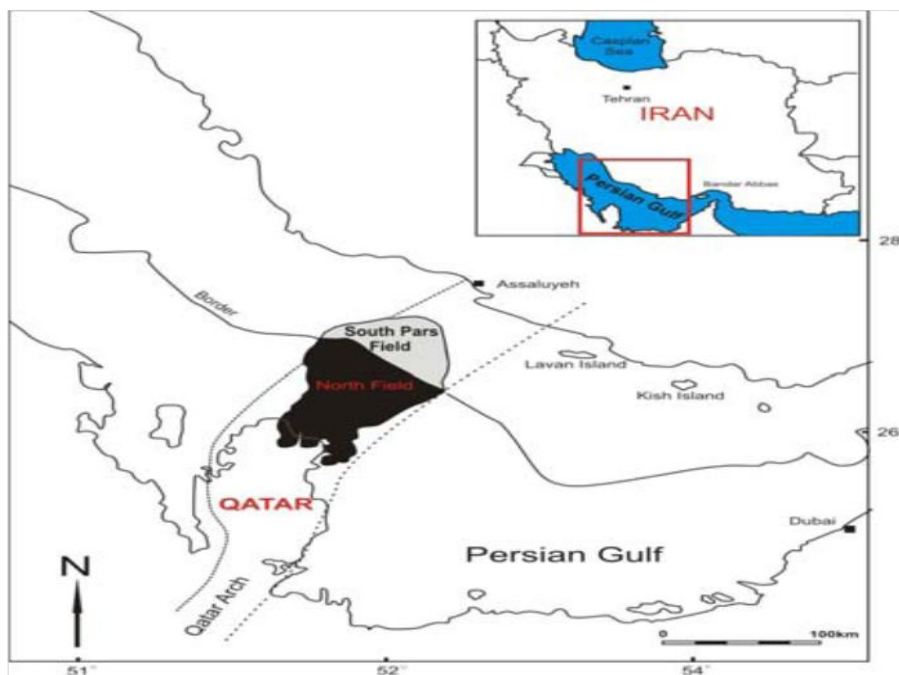 Caspian
Sea
Tehran
IRAN
Persian Gulf
Bandar Abbas
28
Assaluyeh
Border
South Pars
Field
Lavan Island
North Field
Kish Island
26
QATAR
Dubai
Persian Gulf
N
Qatar Arch
0 100km
51°
52°
54°